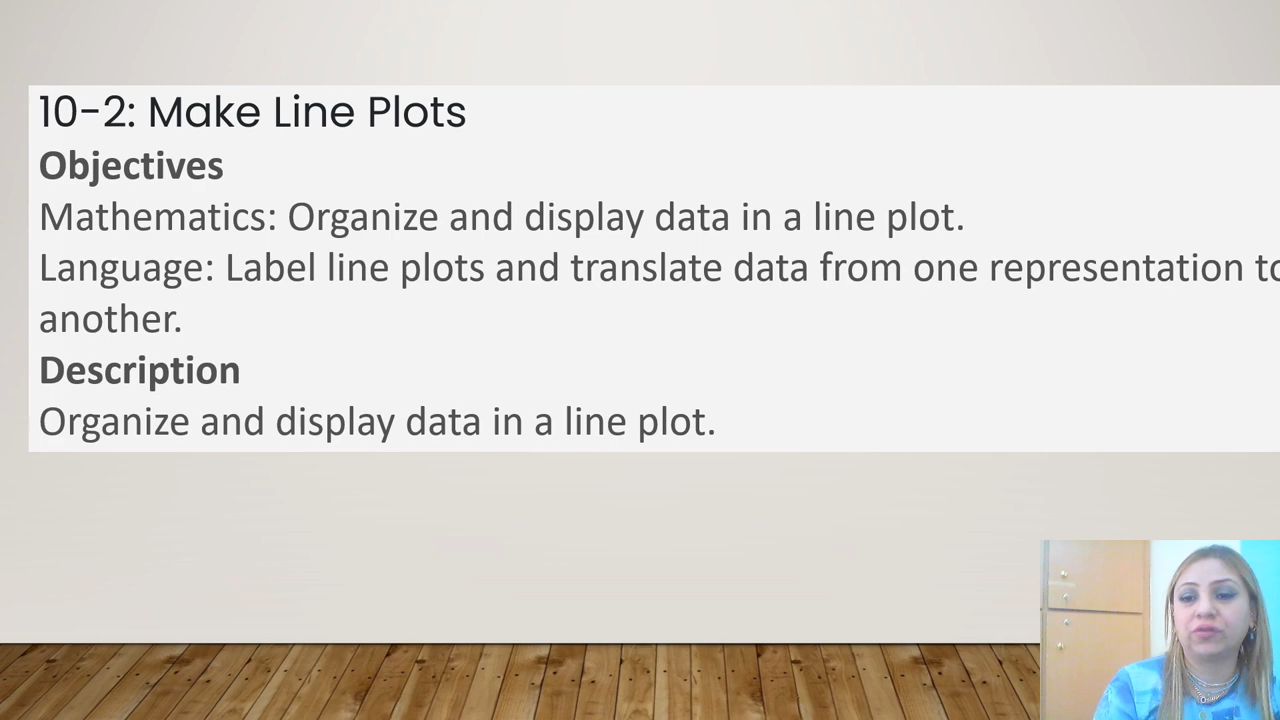 10-2: Make Line Plots
Objectives
Mathematics: Organize and display data in a line plot.
Language: Label line plots and translate data from one representation to
another.
Description
Organize and display data in a line plot.